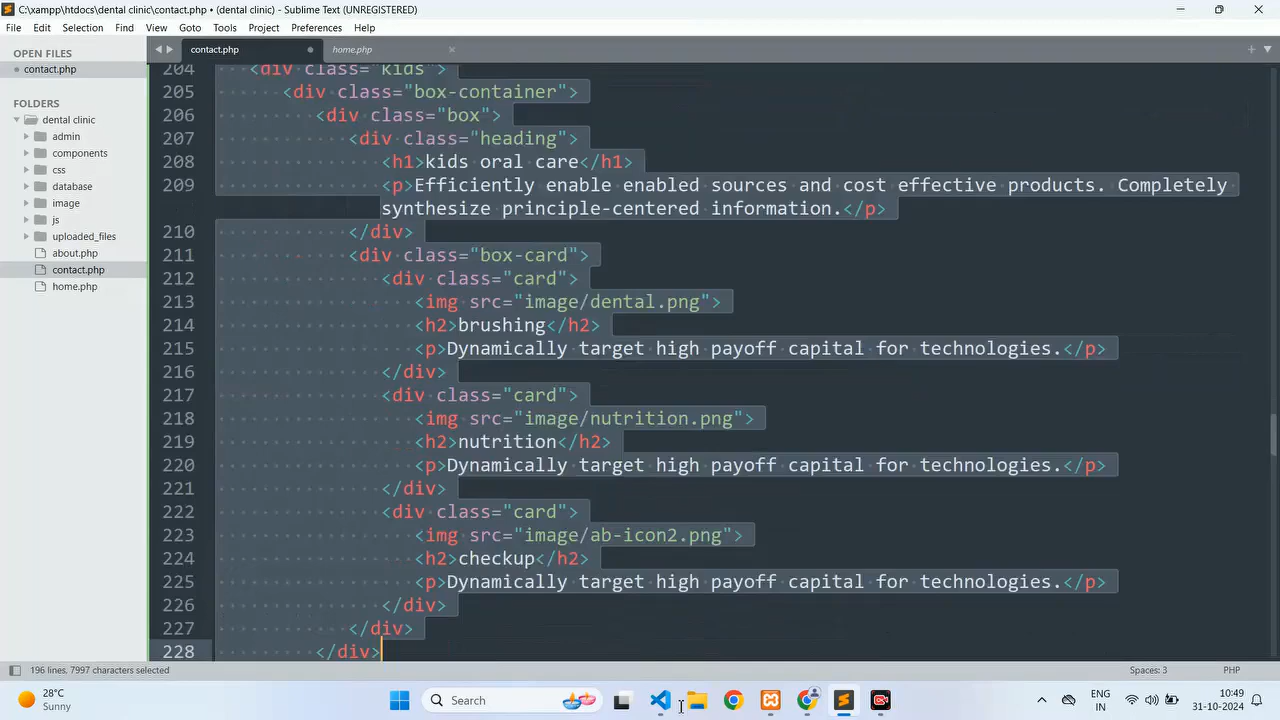 C:\xampp\htdocs\dental clinic\contact.php • (dental clinic) - Sublime Text (UNREGISTERED)
File Edit Selection Find View Goto Tools Project Preferences Help
OPEN FILES
contact.php
FOLDERS
dental clinic
admin
components
css
database
image
js
uploaded_files
about.php
contact.php
home.php
contact.php home.php
204 <div class="kids">
205 <div class="box-container">
206 <div class="box">
207 <div class="heading">
208 <h1>kids oral care</h1>
209 <p>Efficiently enable enabled sources and cost effective products. Completely
synthesize principle-centered information.</p>
210 </div>
211 <div class="box-card">
212 <div class="card">
213 <img src="image/dental.png">
214 <h2>brushing</h2>
215 <p>Dynamically target high payoff capital for technologies.</p>
216 </div>
217 <div class="card">
218 <img src="image/nutrition.png">
219 <h2>nutrition</h2>
220 <p>Dynamically target high payoff capital for technologies.</p>
221 </div>
222 <div class="card">
223 <img src="image/ab-icon2.png">
224 <h2>checkup</h2>
225 <p>Dynamically target high payoff capital for technologies.</p>
226 </div>
227 </div>
228 </div>
196 lines, 7997 characters selected Spaces: 3 PHP
28°C
Sunny
Search
ENG
IN
10:49
31-10-2024